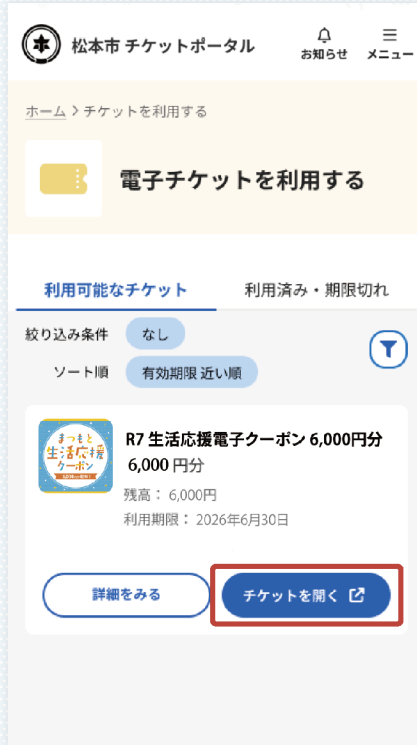 松本市 チケットポータル
お知らせ
メニュー
ホーム > チケットを利用する
電子チケットを利用する
利用可能なチケット
利用済み・期限切れ
絞り込み条件 なし
ソート順 有効期限 近い順
まつもと
生活応援
クーポン
R7 生活応援電子クーポン 6,000円分
6,000 円分
残高： 6,000円
利用期限： 2026年6月30日
詳細をみる
チケットを開く